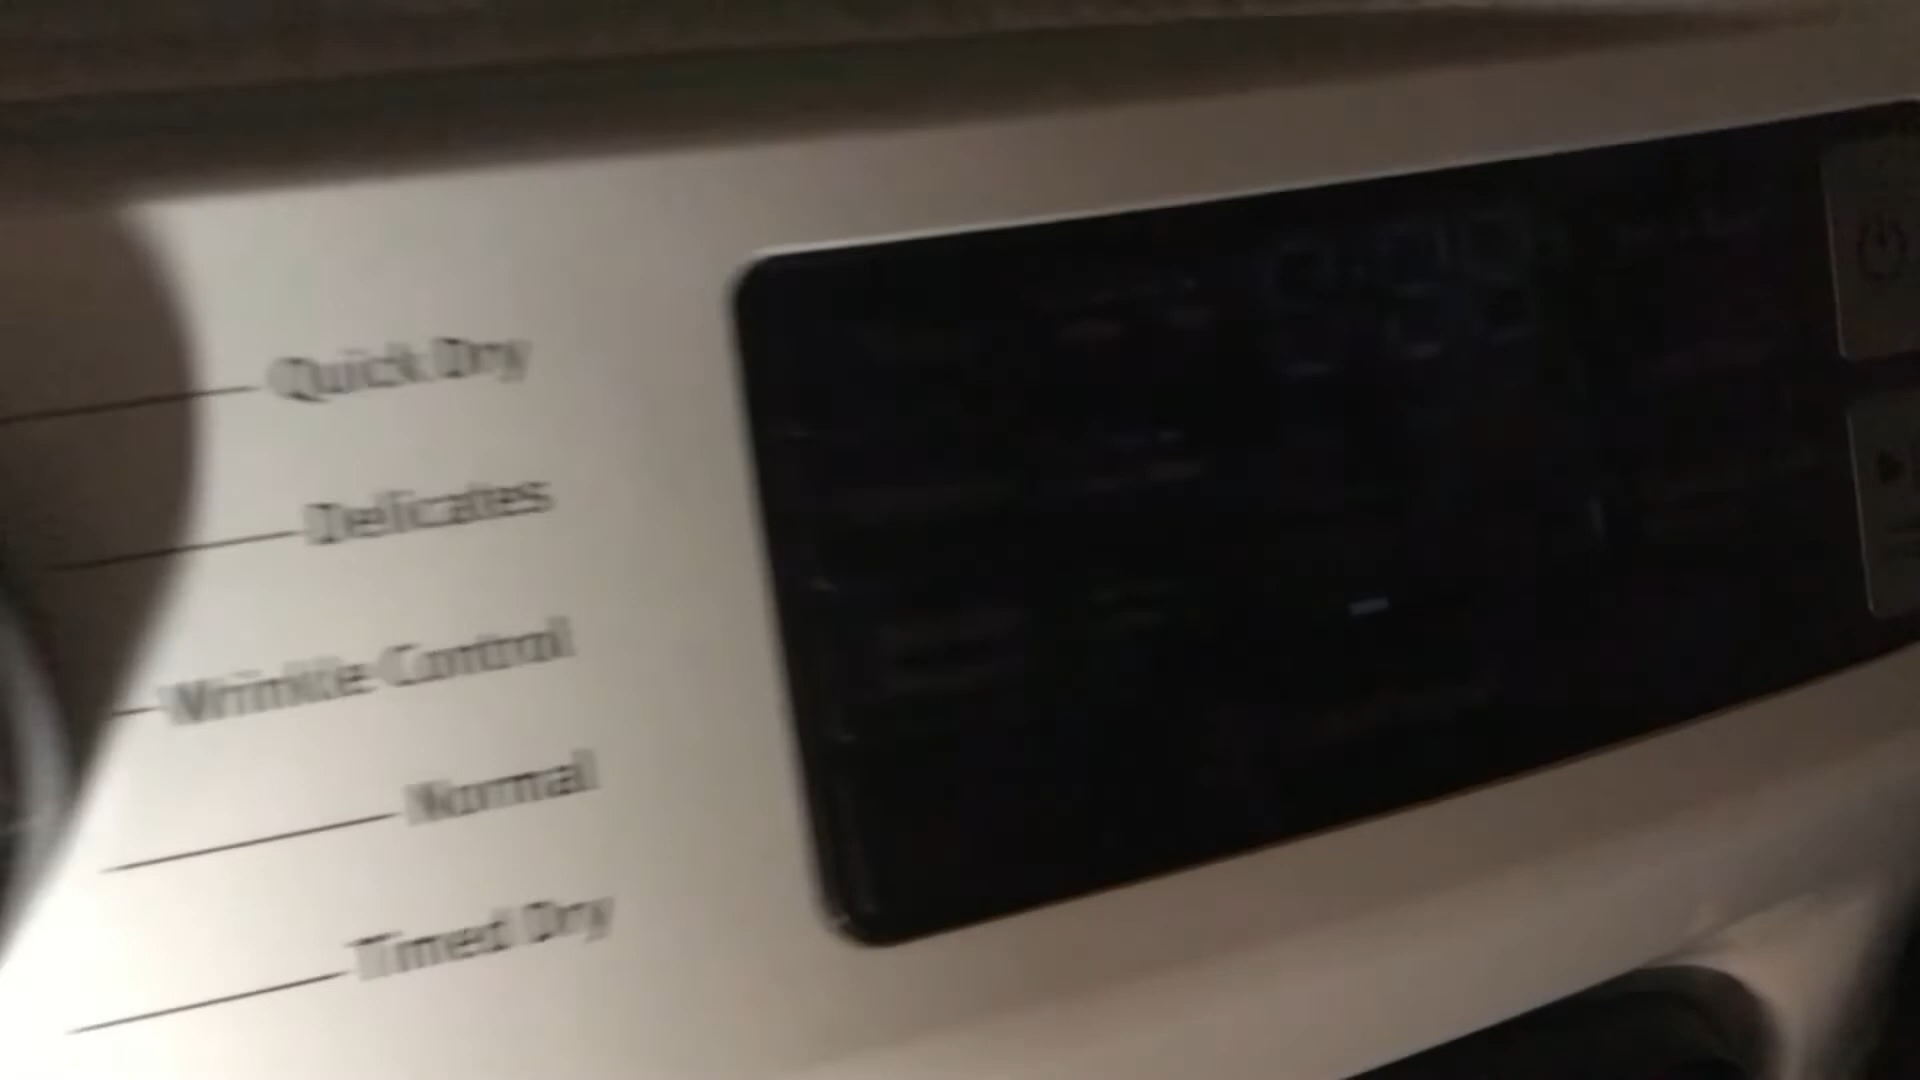 Quick Dry
Delicates
Wrinkle Control
Normal
Timed Dry